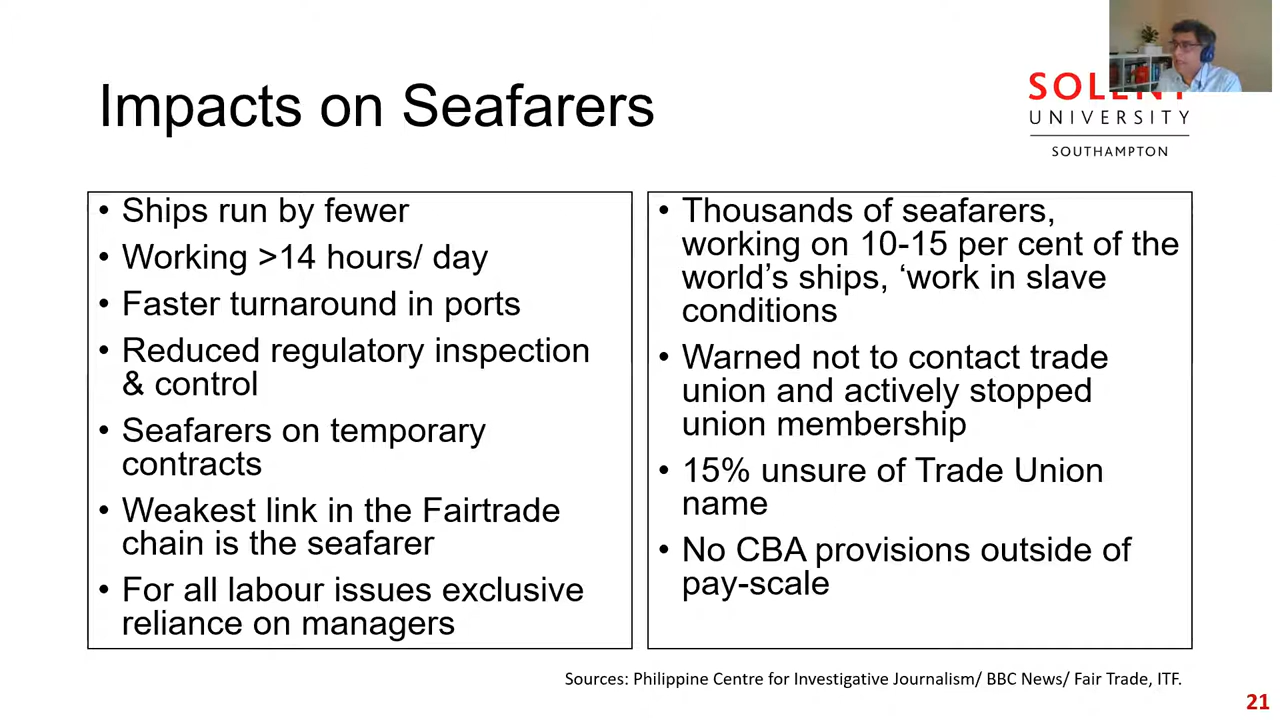 Impacts on Seafarers
SOLENT
UNIVERSITY
SOUTHAMPTON
• Ships run by fewer
• Working >14 hours/ day
• Faster turnaround in ports
• Reduced regulatory inspection
& control
• Seafarers on temporary
contracts
• Weakest link in the Fairtrade
chain is the seafarer
• For all labour issues exclusive
reliance on managers
• Thousands of seafarers,
working on 10-15 per cent of the
world’s ships, ‘work in slave
conditions
• Warned not to contact trade
union and actively stopped
union membership
• 15% unsure of Trade Union
name
• No CBA provisions outside of
pay-scale
Sources: Philippine Centre for Investigative Journalism/ BBC News/ Fair Trade, ITF.
21